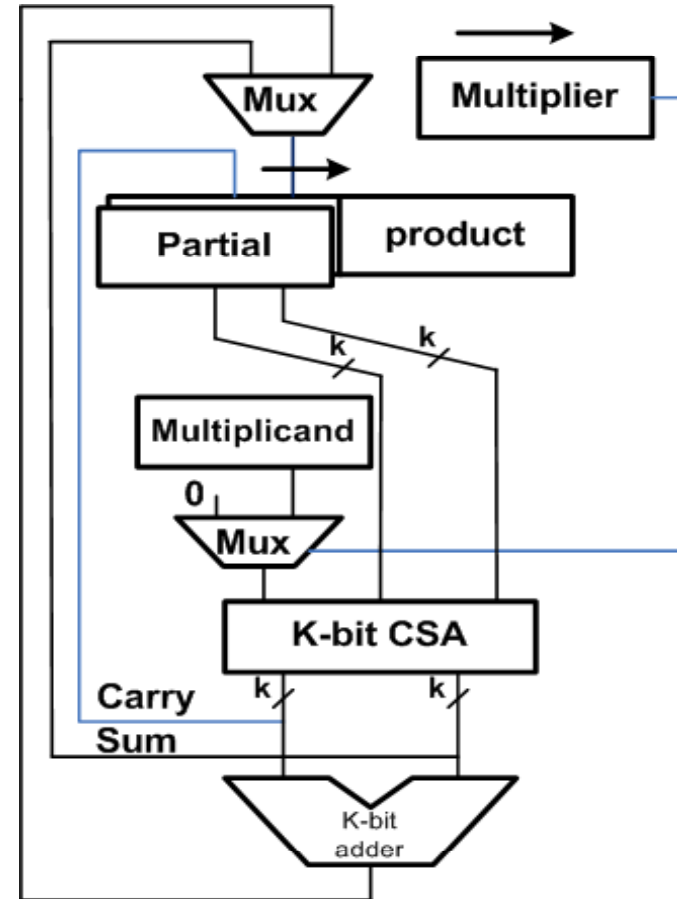 Mux
Multiplier
Partial
product
k
k
Multiplicand
0
Mux
K-bit CSA
k
k
Carry
Sum
K-bit
adder